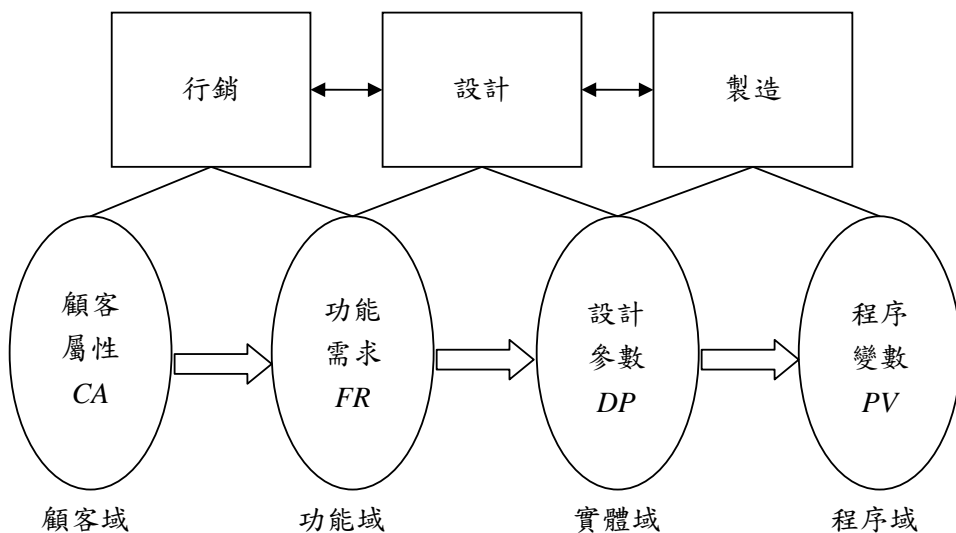 行銷
設計
製造
顧客
屬性
CA
功能
需求
FR
設計
參數
DP
程序
變數
PV
顧客域
功能域
實體域
程序域